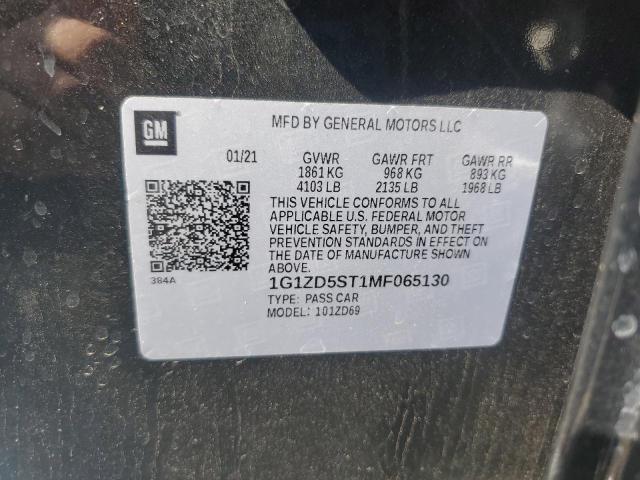 GM
MFD BY GENERAL MOTORS LLC
01/21 GVWR GAWR FRT GAWR RR
1861 KG 968 KG 893 KG
4103 LB 2135 LB 1968 LB
THIS VEHICLE CONFORMS TO ALL
APPLICABLE U.S. FEDERAL MOTOR
VEHICLE SAFETY, BUMPER, AND THEFT
PREVENTION STANDARDS IN EFFECT ON
THE DATE OF MANUFACTURE SHOWN
ABOVE.
384A
1G1ZD5ST1MF065130
TYPE: PASS CAR
MODEL: 101ZD69